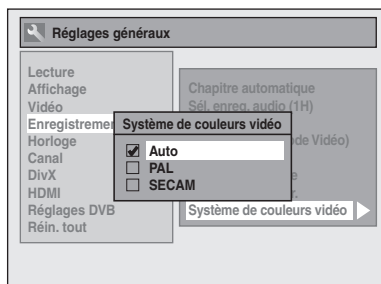 Réglages généraux
Lecture
Affichage
Vidéo
Enregistremen
Horloge
Canal
DivX
HDMI
Réglages DVB
Réin. tout
Chapitre automatique
Sél. enreg. audio (1H)
ode Vidéo)
Système de couleurs vidéo
Système de couleurs vidéo
Auto
PAL
SECAM